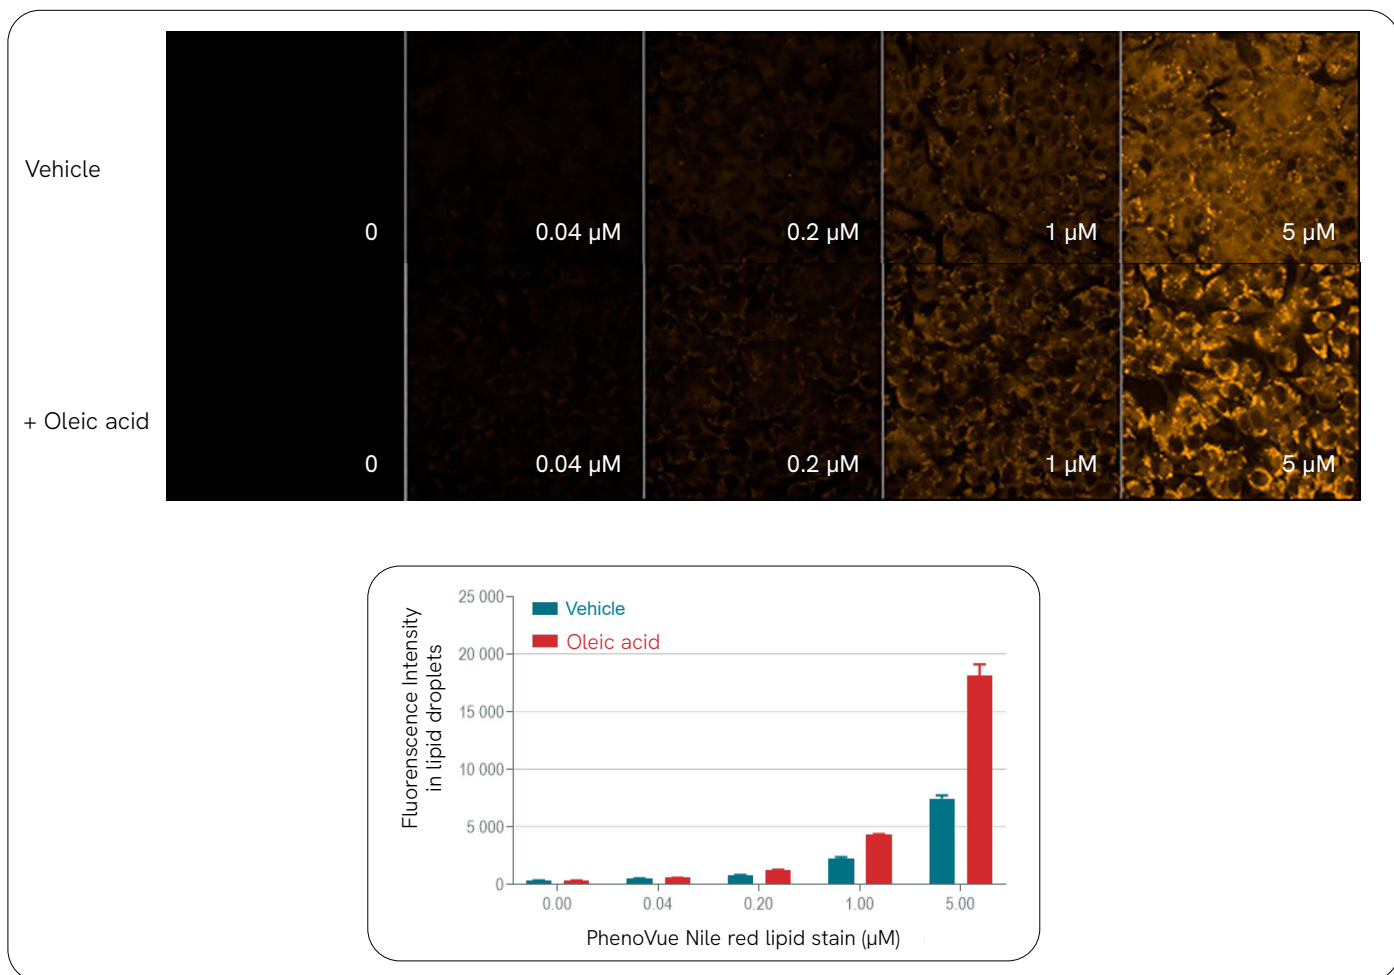 Vehicle
0
0.04 µM
0.2 µM
1 µM
5 µM
+ Oleic acid
0
0.04 µM
0.2 µM
1 µM
5 µM
Fluorenscence Intensity
in lipid droplets
25 000
20 000
15 000
10 000
5 000
0
Vehicle
Oleic acid
0.00
0.04
0.20
1.00
5.00
PhenoVue Nile red lipid stain (µM)